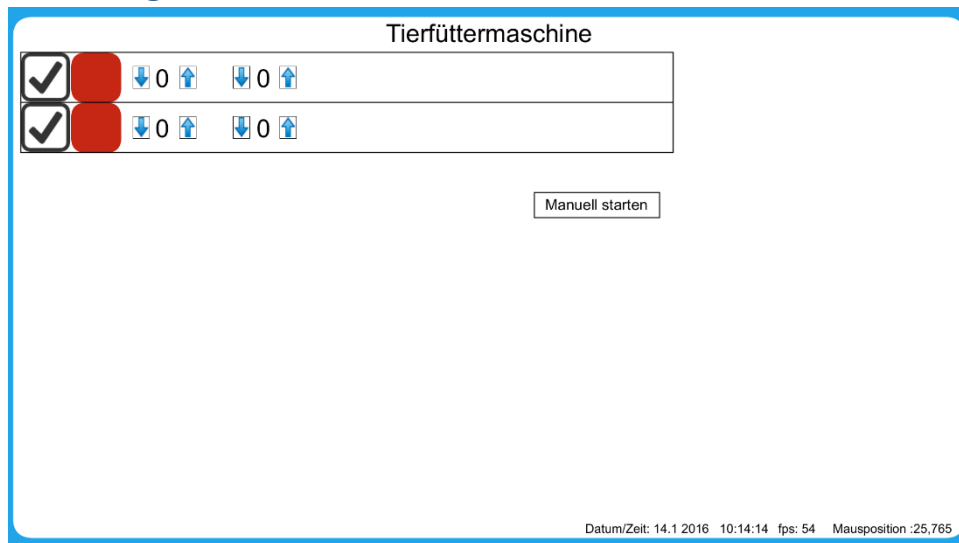 Tierfüttermaschine
0 0
0 0
Manuell starten
Datum/Zeit: 14.1 2016 10:14:14 fps: 54 Mausposition :25,765